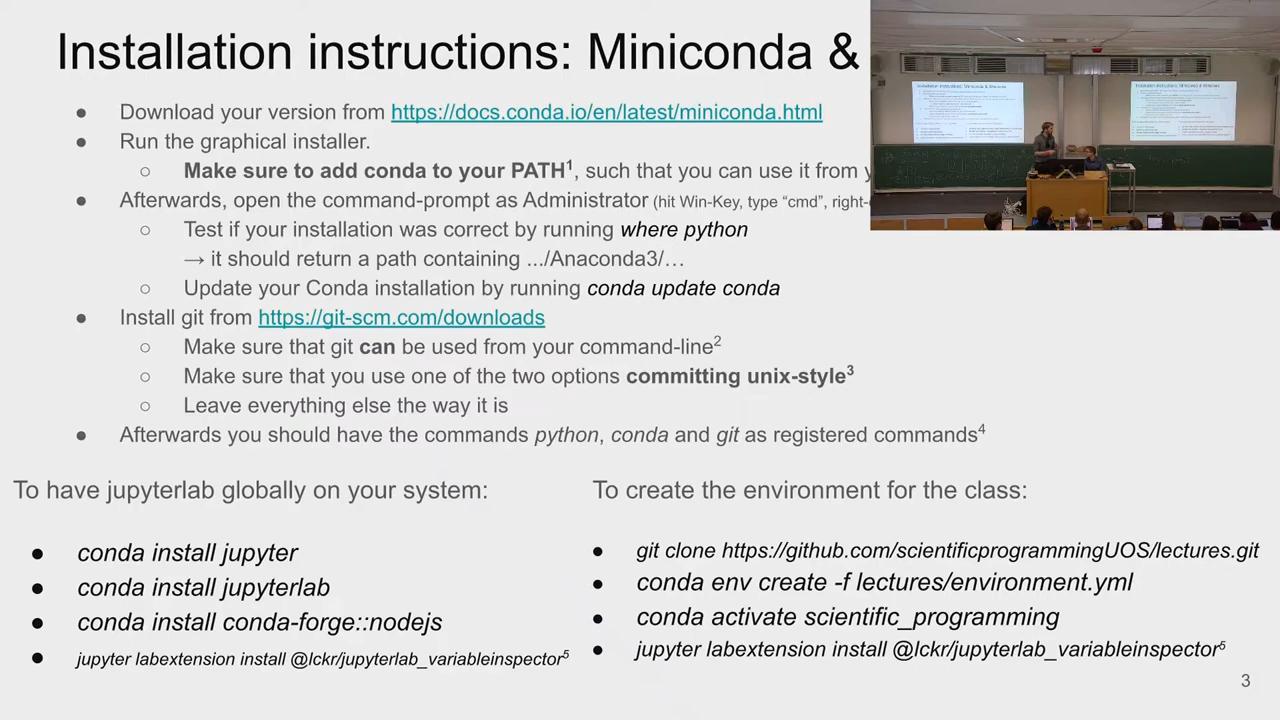 Installation instructions: Miniconda &
● Download your version from https://docs.conda.io/en/latest/miniconda.html
● Run the graphical installer.
○ Make sure to add conda to your PATH¹, such that you can use it from y
● Afterwards, open the command-prompt as Administrator (hit Win-Key, type “cmd”, right-
○ Test if your installation was correct by running where python
→ it should return a path containing .../Anaconda3/…
○ Update your Conda installation by running conda update conda
● Install git from https://git-scm.com/downloads
○ Make sure that git can be used from your command-line²
○ Make sure that you use one of the two options committing unix-style³
○ Leave everything else the way it is
● Afterwards you should have the commands python, conda and git as registered commands⁴
To have jupyterlab globally on your system:
● conda install jupyter
● conda install jupyterlab
● conda install conda-forge::nodejs
● jupyter labextension install @lckr/jupyterlab_variableinspector⁵
To create the environment for the class:
● git clone https://github.com/scientificprogrammingUOS/lectures.git
● conda env create -f lectures/environment.yml
● conda activate scientific_programming
● jupyter labextension install @lckr/jupyterlab_variableinspector⁵
3